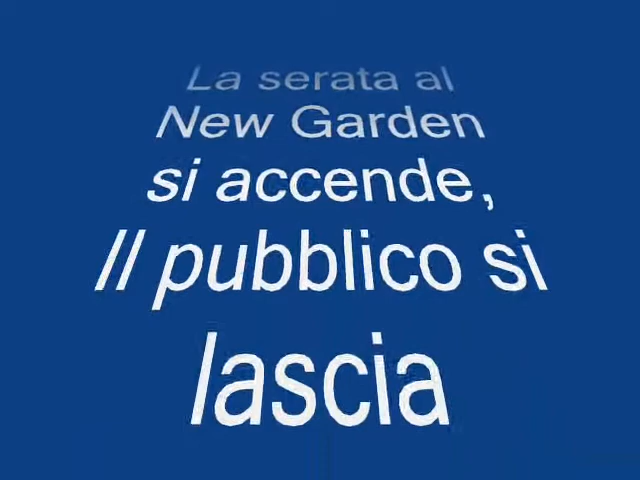 La serata al
New Garden
si accende,
Il pubblico si
lascia